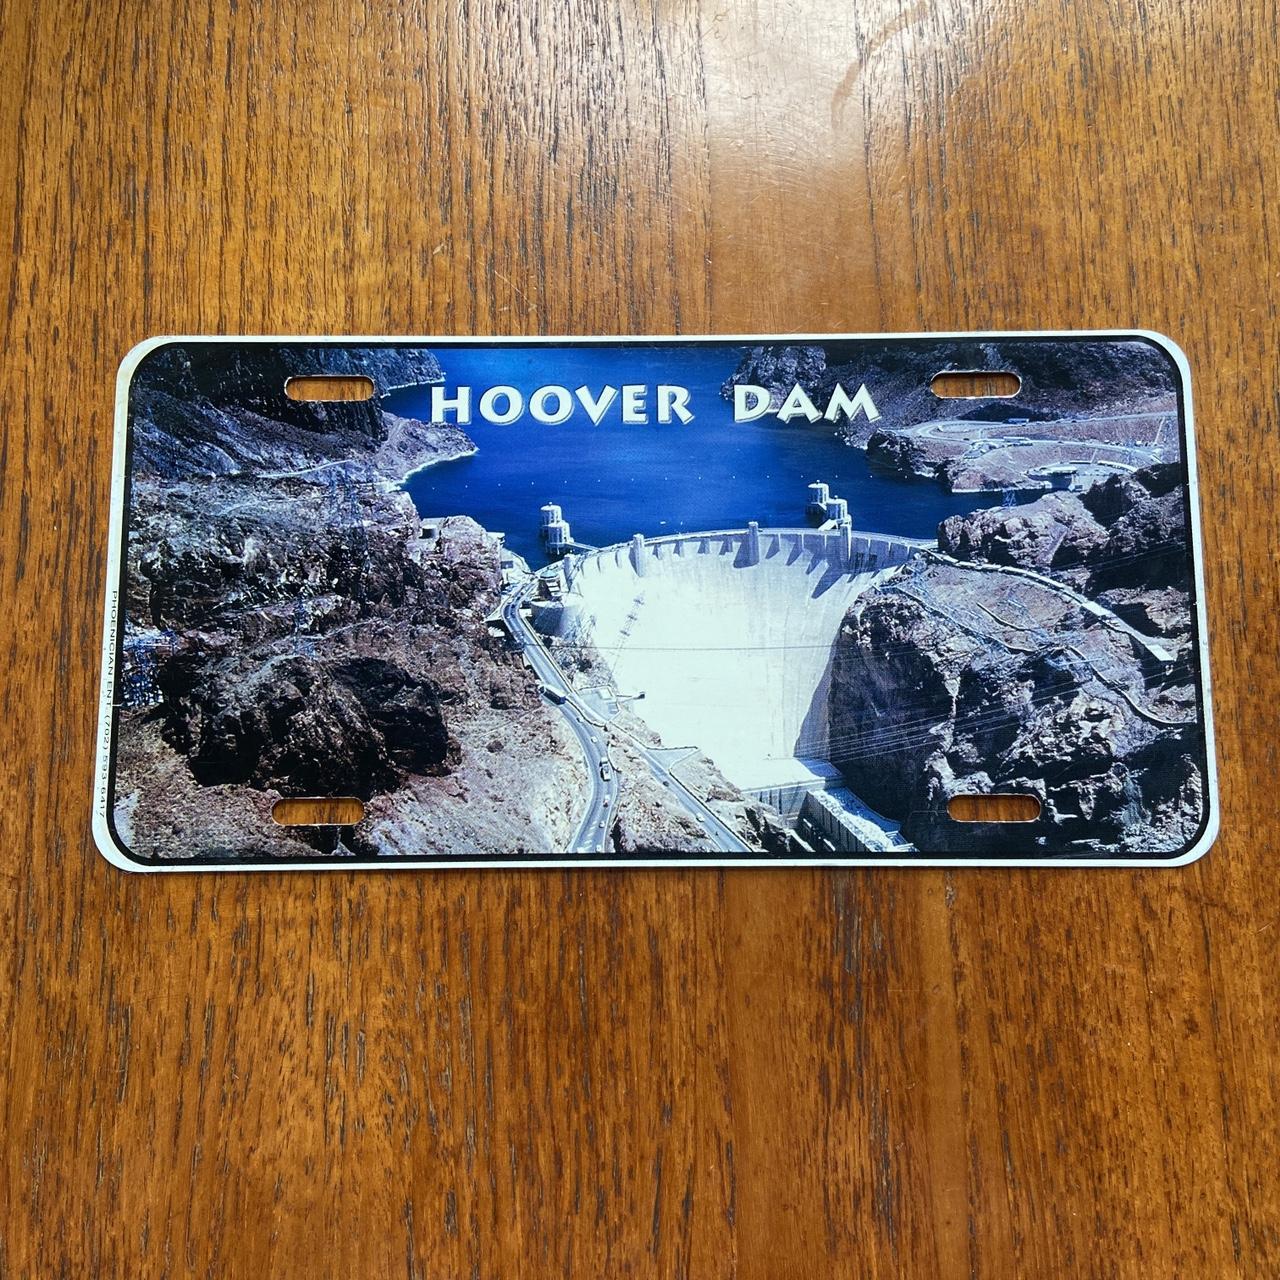 HOOVER DAM
PHOENICIAN ENT. (702) 593-6417